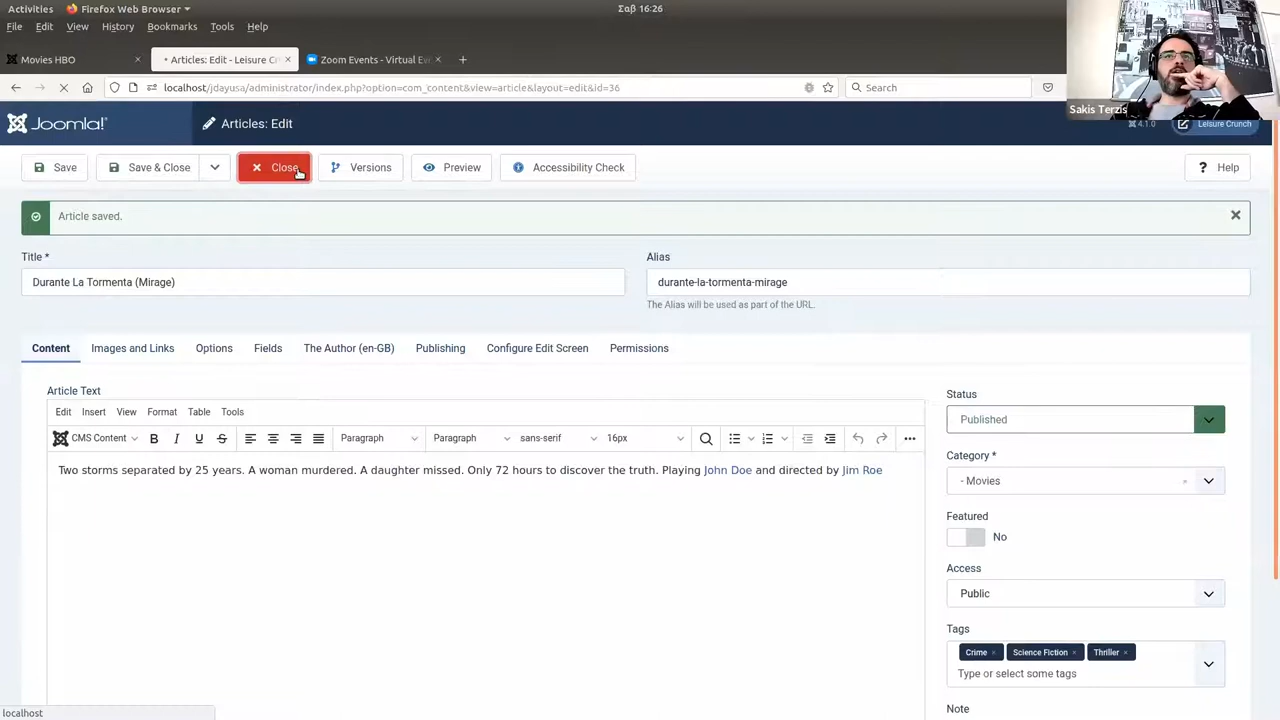 Activities Firefox Web Browser Σαβ 16:26
File Edit View History Bookmarks Tools Help
Movies HBO Articles: Edit - Leisure Cr Zoom Events - Virtual Eve
localhost/jdayusa/administrator/index.php?option=com_content&view=article&layout=edit&id=36 Search
Sakis Terzis
Joomla! Articles: Edit 4.1.0 Leisure Crunch
Save Save & Close Close Versions Preview Accessibility Check Help
Article saved.
Title * Alias
Durante La Tormenta (Mirage) durante-la-tormenta-mirage
The Alias will be used as part of the URL.
Content Images and Links Options Fields The Author (en-GB) Publishing Configure Edit Screen Permissions
Article Text
Edit Insert View Format Table Tools
CMS Content B I U S Paragraph Paragraph sans-serif 16px
Two storms separated by 25 years. A woman murdered. A daughter missed. Only 72 hours to discover the truth. Playing John Doe and directed by Jim Roe
Status
Published
Category *
- Movies
Featured
No
Access
Public
Tags
Crime Science Fiction Thriller
Type or select some tags
Note
localhost